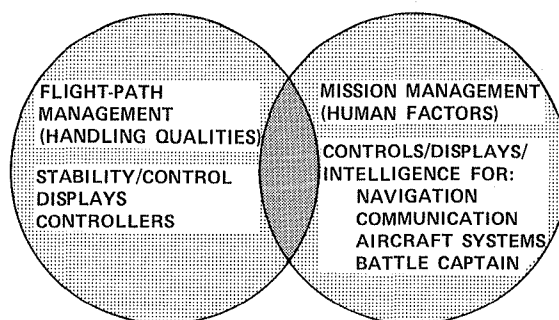 FLIGHT-PATH
MANAGEMENT
(HANDLING QUALITIES)
STABILITY/CONTROL
DISPLAYS
CONTROLLERS
MISSION MANAGEMENT
(HUMAN FACTORS)
CONTROLS/DISPLAYS/
INTELLIGENCE FOR:
NAVIGATION
COMMUNICATION
AIRCRAFT SYSTEMS
BATTLE CAPTAIN